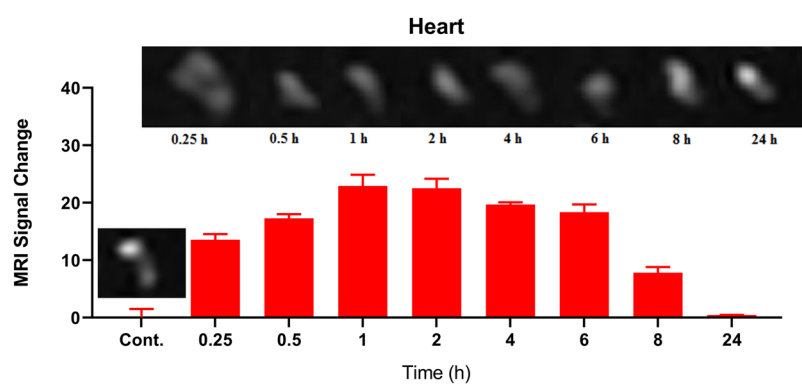 Heart
0.25 h 0.5 h 1 h 2 h 4 h 6 h 8 h 24 h
MRI Signal Change
40
30
20
10
0
Cont. 0.25 0.5 1 2 4 6 8 24
Time (h)